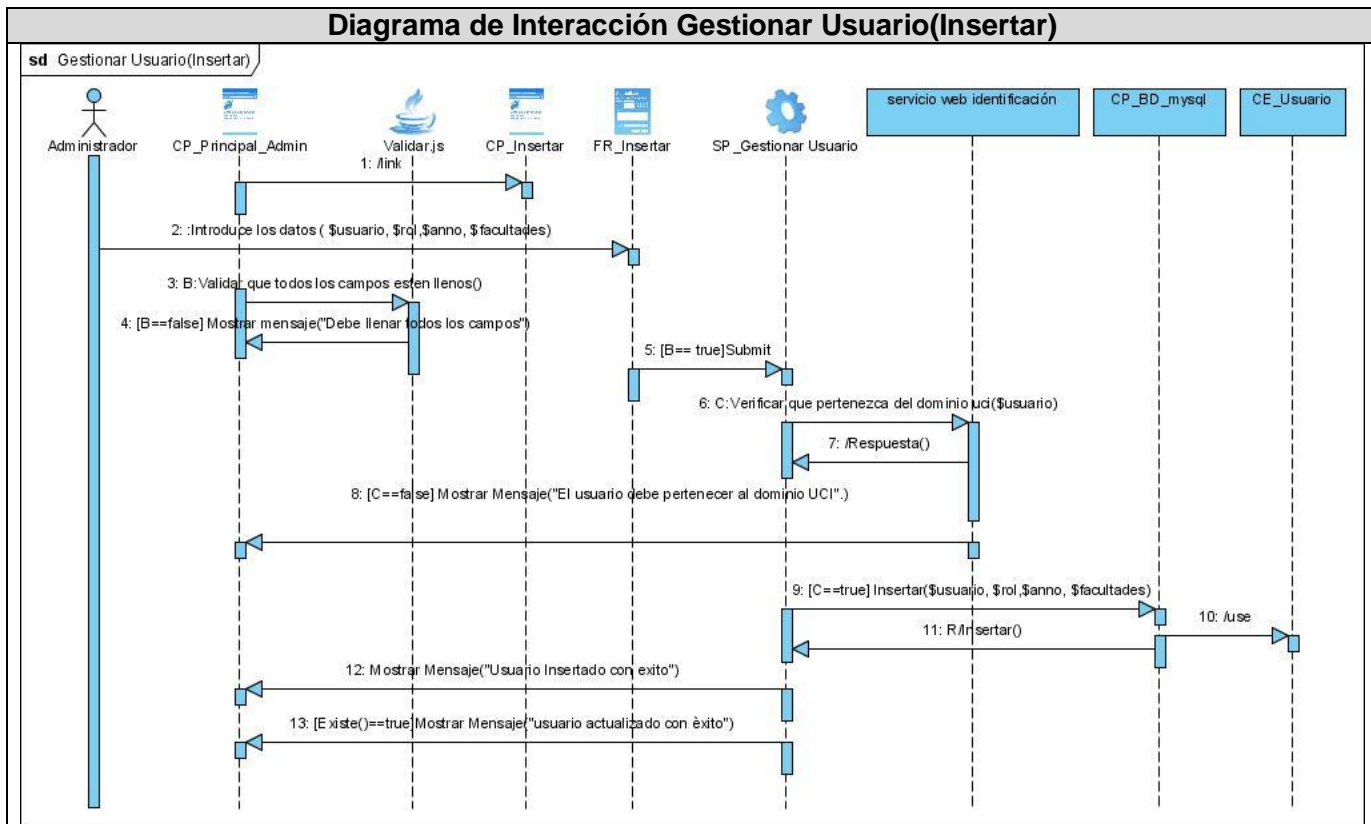 Diagrama de Interacción Gestionar Usuario(Insertar)
sd Gestionar Usuario(Insertar)
Administrador
CP_Principal_Admin
Validar.js
CP_Insertar
FR_Insertar
SP_Gestionar Usuario
servicio web identificación
CP_BD_mysql
CE_Usuario
1: /link
2: :Introduce los datos ( $usuario, $rol,$anno, $facultades)
3: B:Validar que todos los campos esten llenos()
4: [B==false] Mostrar mensaje("Debe llenar todos los campos")
5: [B== true]Submit
6: C:Verificar que pertenezca del dominio uci($usuario)
7: /Respuesta()
8: [C==false] Mostrar Mensaje("El usuario debe pertenecer al dominio UCI".)
9: [C==true] Insertar($usuario, $rol,$anno, $facultades)
10: /use
11: R/Insertar()
12: Mostrar Mensaje("Usuario Insertado con exito")
13: [Existe()==true]Mostrar Mensaje("usuario actualizado con èxito")